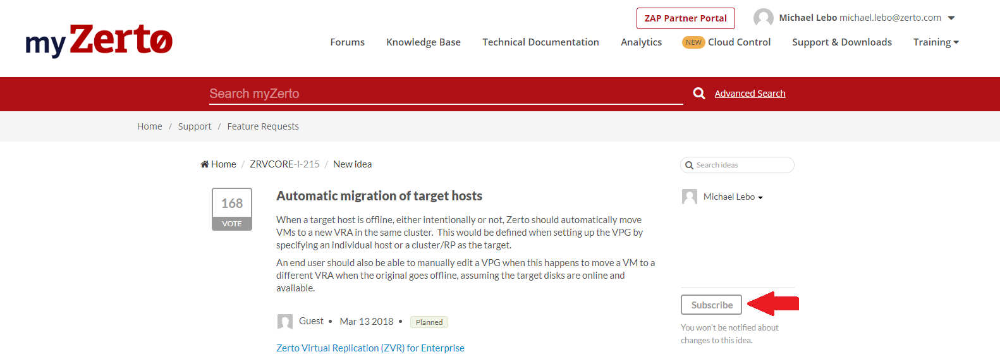 ZAP Partner Portal
Michael Lebo michael.lebo@zerto.com
myZerto
Forums
Knowledge Base
Technical Documentation
Analytics
NEW Cloud Control
Support & Downloads
Training
Search myZerto
Advanced Search
Home / Support / Feature Requests
Home / ZRVCORE-I-215 / New idea
Search ideas
168
VOTE
Automatic migration of target hosts
Michael Lebo
When a target host is offline, either intentionally or not, Zerto should automatically move
VMs to a new VRA in the same cluster. This would be defined when setting up the VPG by
specifying an individual host or a cluster/RP as the target.
An end user should also be able to manually edit a VPG when this happens to move a VM to a
different VRA when the original goes offline, assuming the target disks are online and
available.
Subscribe
You won't be notified about
changes to this idea.
Guest • Mar 13 2018 • Planned
Zerto Virtual Replication (ZVR) for Enterprise